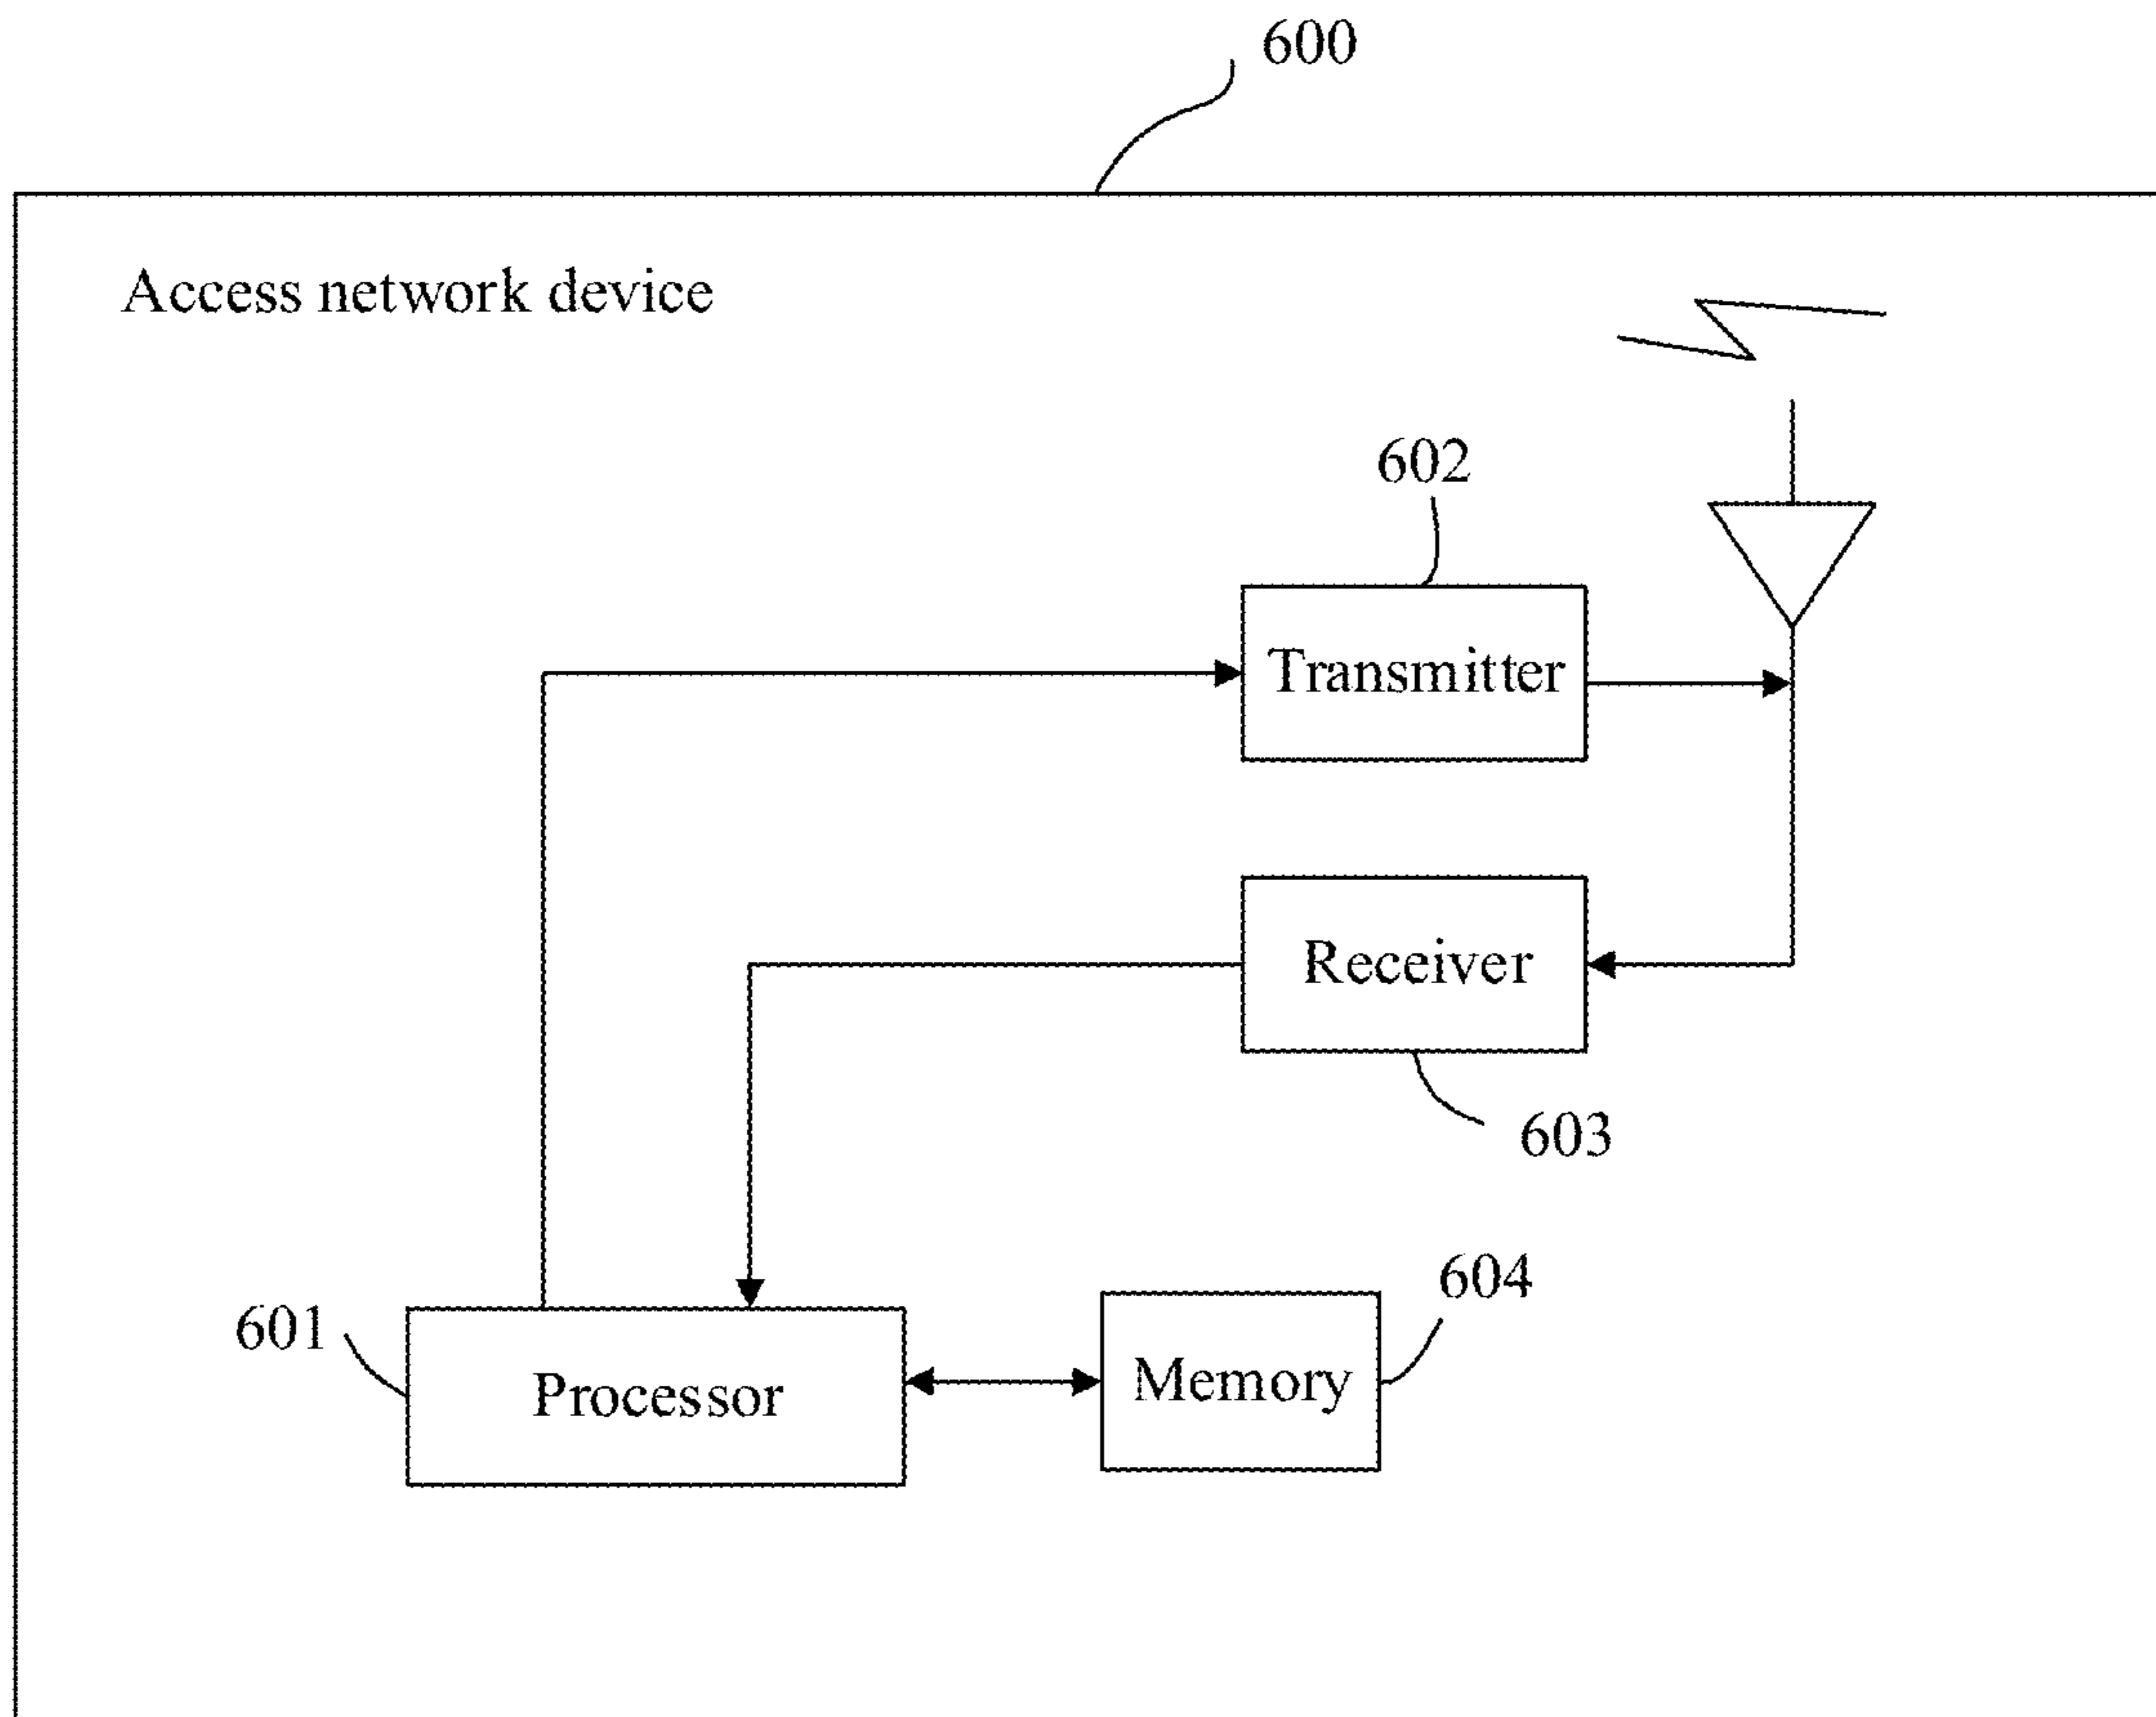 600
Access network device
602
Transmitter
Receiver
603
604
601
Processor
Memory